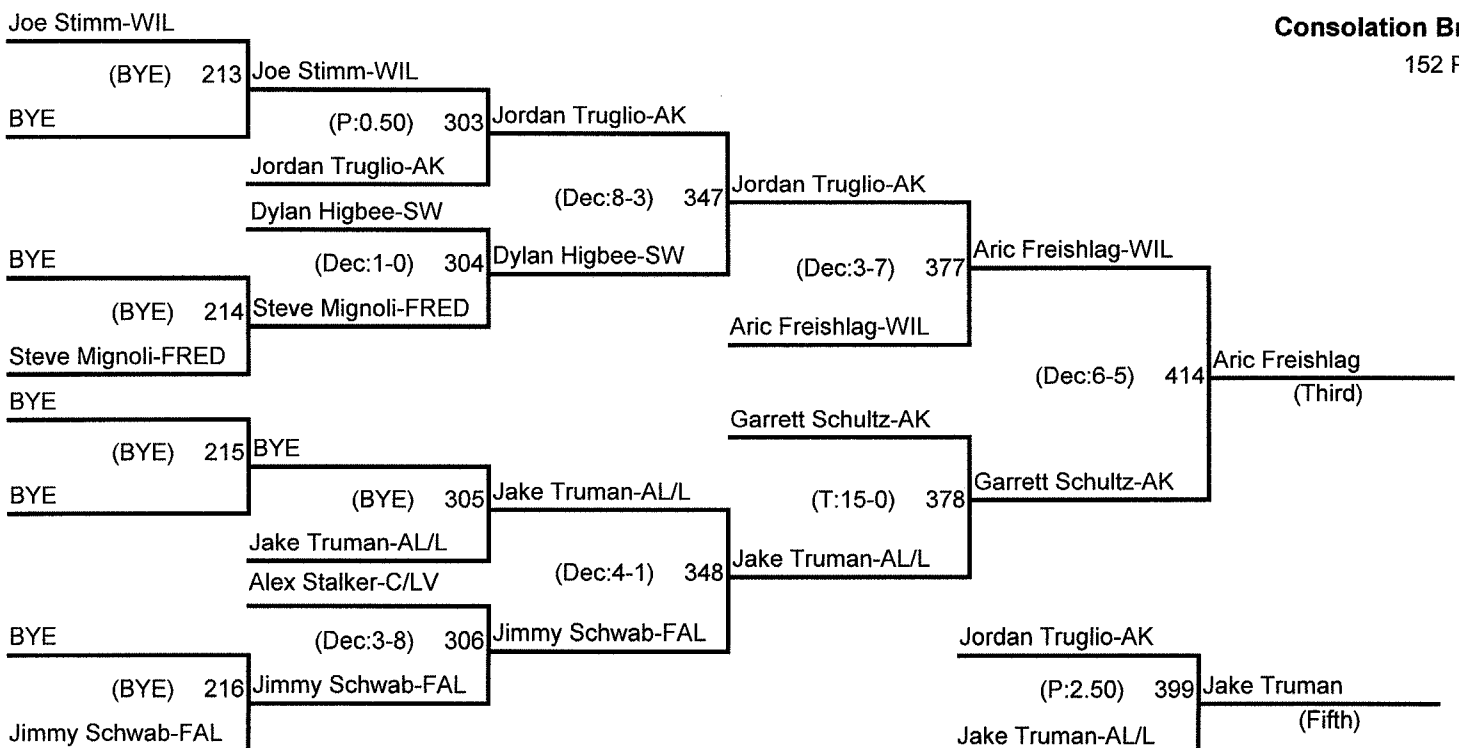 Joe Stimm-WIL
Consolation Br
(BYE) 213 Joe Stimm-WIL
152 P
BYE
(P:0.50) 303 Jordan Truglio-AK
Jordan Truglio-AK
(Dec:8-3) 347 Jordan Truglio-AK
Dylan Higbee-SW
BYE
(Dec:1-0) 304 Dylan Higbee-SW
(Dec:3-7) 377 Aric Freishlag-WIL
(BYE) 214 Steve Mignoli-FRED
Aric Freishlag-WIL
Steve Mignoli-FRED
(Dec:6-5) 414 Aric Freishlag
(Third)
BYE
Garrett Schultz-AK
(BYE) 215 BYE
BYE
(BYE) 305 Jake Truman-AL/L
(T:15-0) 378 Garrett Schultz-AK
Jake Truman-AL/L
(Dec:4-1) 348 Jake Truman-AL/L
Alex Stalker-C/LV
BYE
(Dec:3-8) 306 Jimmy Schwab-FAL
Jordan Truglio-AK
(BYE) 216 Jimmy Schwab-FAL
(P:2.50) 399 Jake Truman
(Fifth)
Jimmy Schwab-FAL
Jake Truman-AL/L